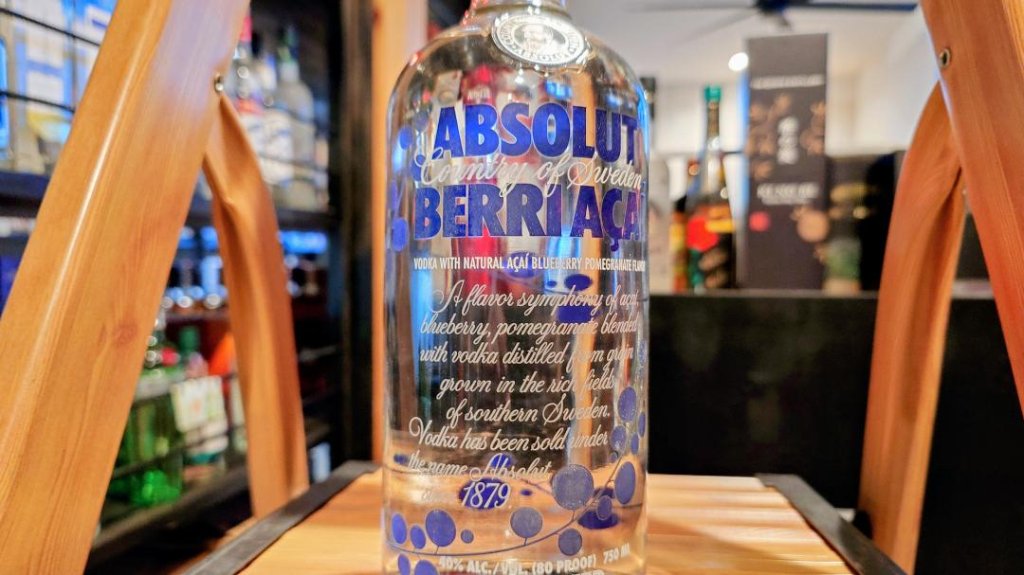 ABSOLUT
Country of Sweden
BERRI AÇAÍ
VODKA WITH NATURAL AÇAÍ BLUEBERRY POMEGRANATE FLAVOR
A flavor symphony of açai,
blueberry, pomegranate blended
with vodka distilled from grain
grown in the rich fields
of southern Sweden.
Vodka has been sold under
the name Absolut
since 1879
40% ALC./VOL. (80 PROOF) 750 ML